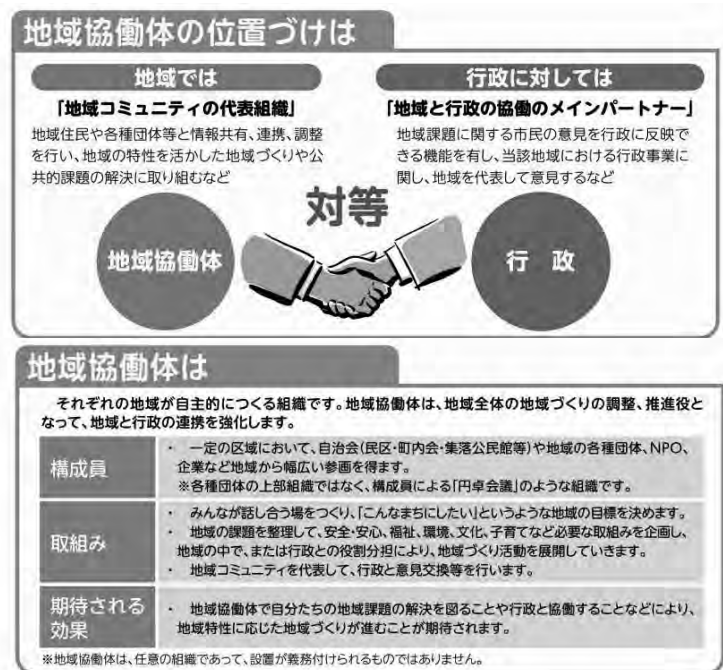 地域協働体の位置づけは
地域では
「地域コミュニティの代表組織」
地域住民や各種団体等と情報共有、連携、調整
を行い、地域の特性を活かした地域づくりや公
共的課題の解決に取り組むなど
行政に対しては
「地域と行政の協働のメインパートナー」
地域課題に関する市民の意見を行政に反映で
きる機能を有し、当該地域における行政事業に
関し、地域を代表して意見するなど
対等
地域協働体
行 政
地域協働体は
それぞれの地域が自主的につくる組織です。地域協働体は、地域全体の地域づくりの調整、推進役と
なって、地域と行政の連携を強化します。
構成員
・ 一定の区域において、自治会(民区・町内会・集落公民館等)や地域の各種団体、NPO、
企業など地域から幅広い参画を得ます。
※各種団体の上部組織ではなく、構成員による「円卓会議」のような組織です。
取組み
・ みんなが話し合う場をつくり、「こんなまちにしたい」というような地域の目標を決めます。
・ 地域の課題を整理して、安全・安心、福祉、環境、文化、子育てなど必要な取組みを企画し、
地域の中で、または行政との役割分担により、地域づくり活動を展開していきます。
・ 地域コミュニティを代表して、行政と意見交換等を行います。
期待される
効果
・ 地域協働体で自分たちの地域課題の解決を図ることや行政と協働することなどにより、
地域特性に応じた地域づくりが進むことが期待されます。
※地域協働体は、任意の組織であって、設置が義務付けられるものではありません。